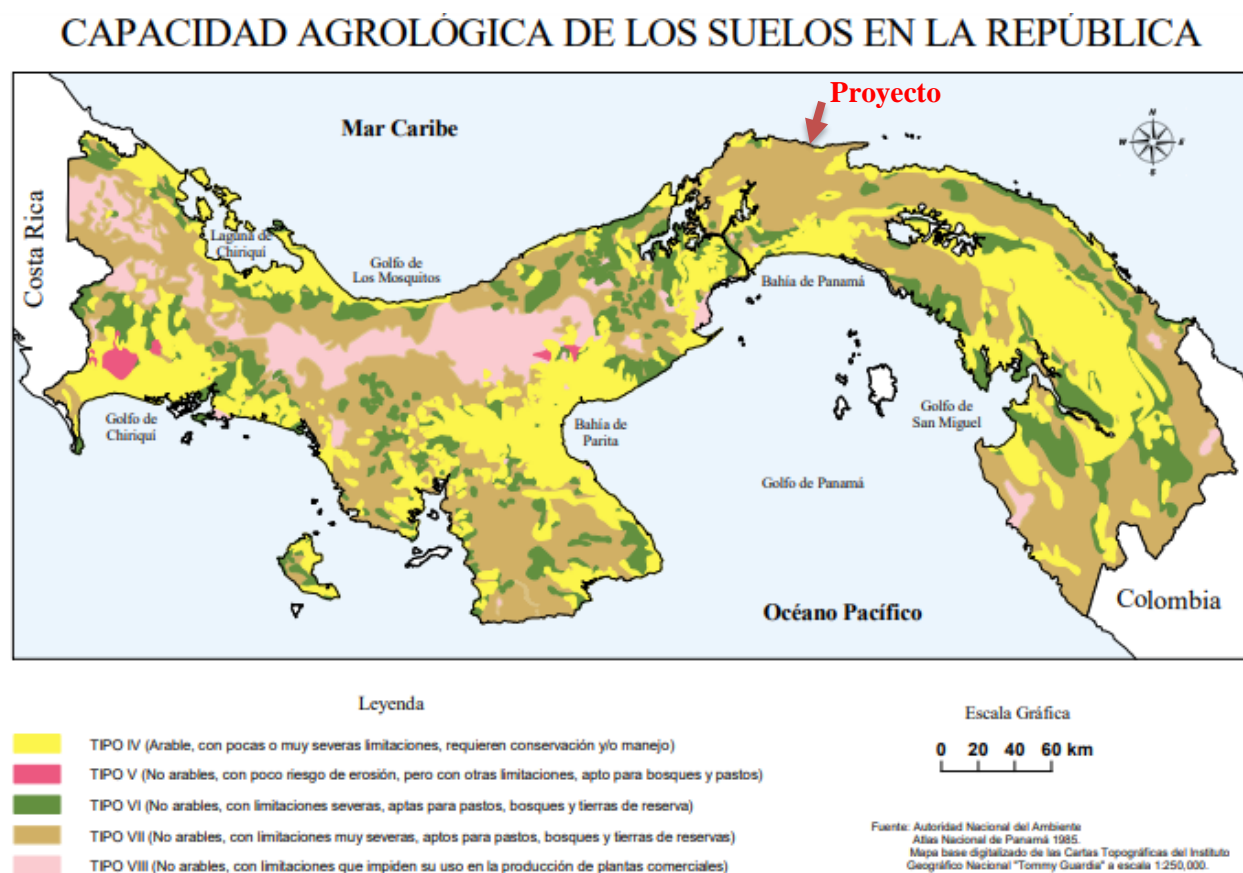 CAPACIDAD AGROLÓGICA DE LOS SUELOS EN LA REPÚBLICA
Proyecto
Mar Caribe
N
W E
S
Costa Rica
Laguna de
Chiriquí
Golfo de
Los Mosquitos
Bahía de Panamá
Golfo de
Chiriquí
Bahía de
Parita
Golfo de
San Miguel
Golfo de Panamá
Océano Pacífico
Colombia
Leyenda
TIPO IV (Arable, con pocas o muy severas limitaciones, requieren conservación y/o manejo)
TIPO V (No arables, con poco riesgo de erosión, pero con otras limitaciones, apto para bosques y pastos)
TIPO VI (No arables, con limitaciones severas, aptas para pastos, bosques y tierras de reserva)
TIPO VII (No arables, con limitaciones muy severas, aptos para pastos, bosques y tierras de reservas)
TIPO VIII (No arables, con limitaciones que impiden su uso en la producción de plantas comerciales)
Escala Gráfica
0 20 40 60 km
Fuente: Autoridad Nacional del Ambiente
Atlas Nacional de Panamá 1985.
Mapa base digitalizado de las Cartas Topográficas del Instituto
Geográfico Nacional "Tommy Guardia" a escala 1:250,000.